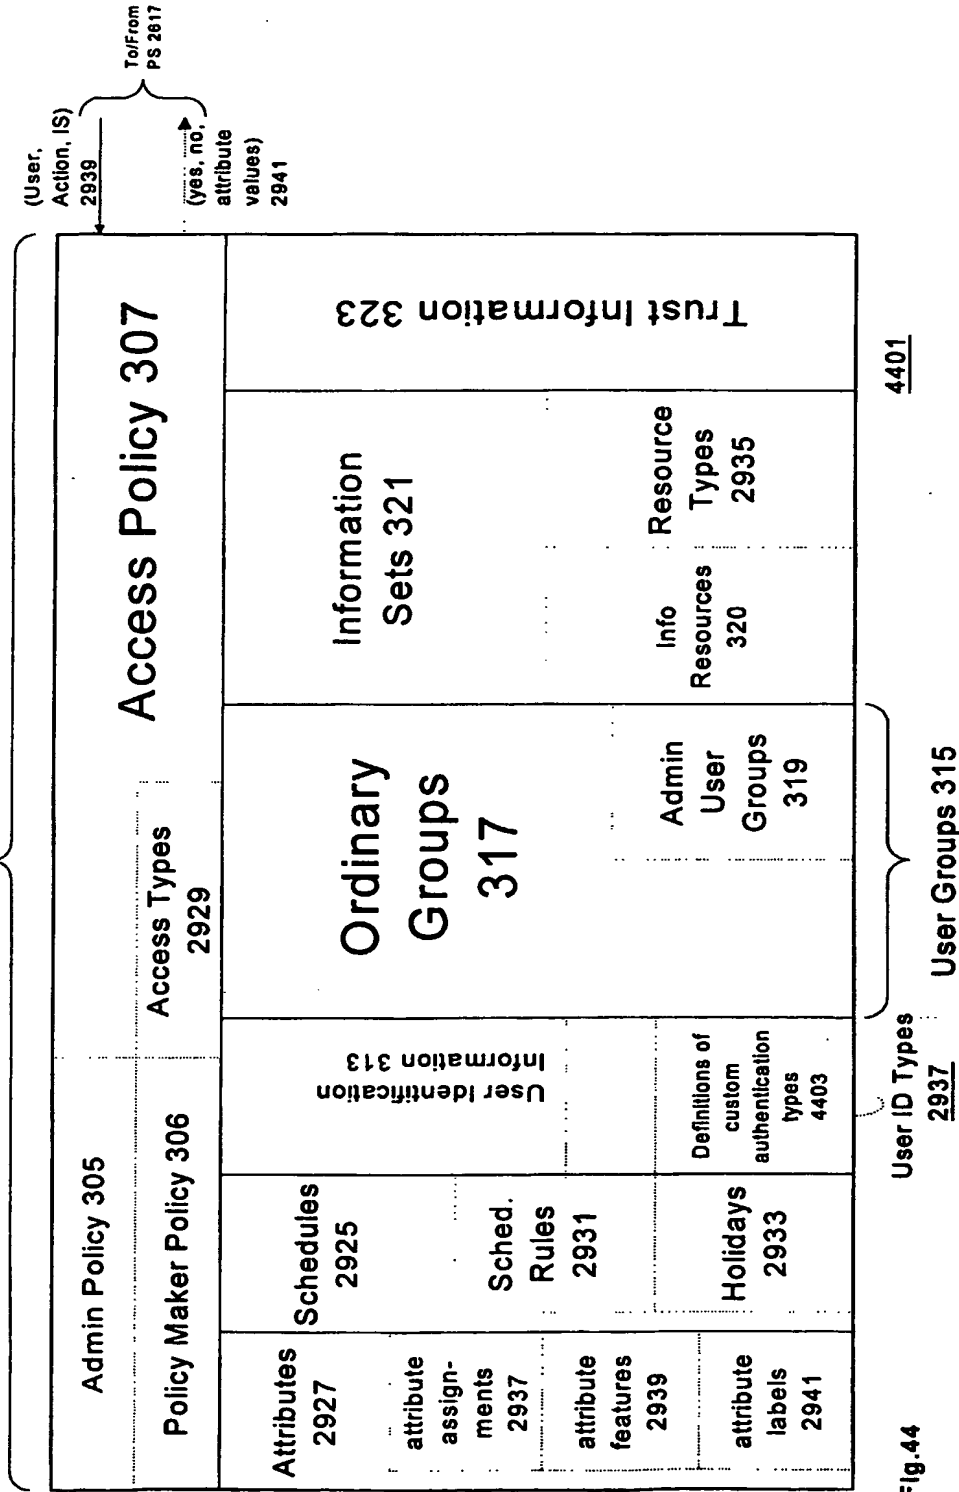 (User,
Action, IS)
2939
To/From
PS 2617
(yes, no,
attribute
values)
2941
Admin Policy 305
Policy Maker Policy 306
Access Types
2929
Access Policy 307
Attributes
2927
attribute
assign-
ments
2937
attribute
features
2939
attribute
labels
2941
Schedules
2925
Sched.
Rules
2931
Holidays
2933
User Identification
Information 313
Definitions of
custom
authentication
types
4403
Ordinary
Groups
317
Admin
User
Groups
319
Information
Sets 321
Info
Resources
320
Resource
Types
2935
Trust Information 323
User ID Types
2937
User Groups 315
4401
Fig.44